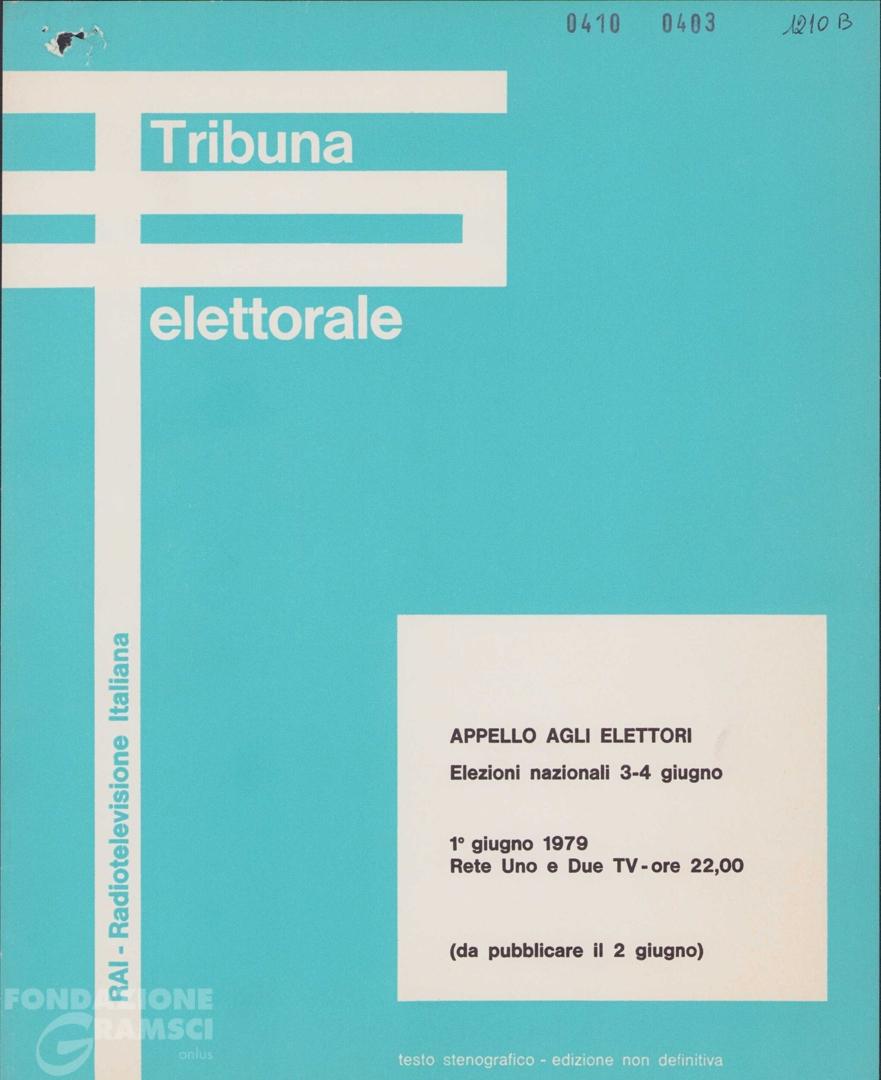 0410 0403 1210 B
Tribuna
elettorale
RAI - Radiotelevisione Italiana
APPELLO AGLI ELETTORI
Elezioni nazionali 3-4 giugno
1° giugno 1979
Rete Uno e Due TV - ore 22,00
(da pubblicare il 2 giugno)
FONDAZIONE
GRAMSCI
onlus
testo stenografico - edizione non definitiva